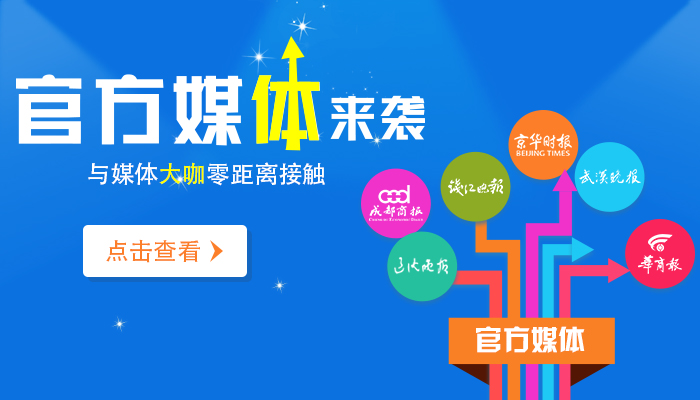 官方媒体来袭
与媒体大咖零距离接触
点击查看
京华时报
BEIJING TIMES
武汉晚报
钱江晚报
成都商报
华商报
官方媒体